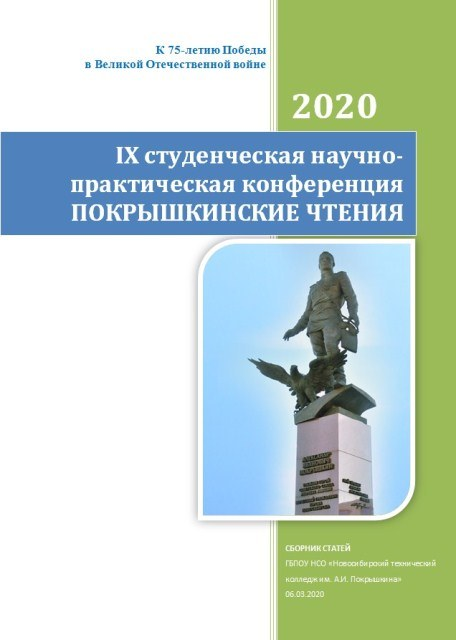 К 75-летию Победы
в Великой Отечественной войне
2020
IX студенческая научно-
практическая конференция
ПОКРЫШКИНСКИЕ ЧТЕНИЯ
СБОРНИК СТАТЕЙ
ГБПОУ НСО «Новосибирский технический
колледж им. А.И. Покрышкина»
06.03.2020